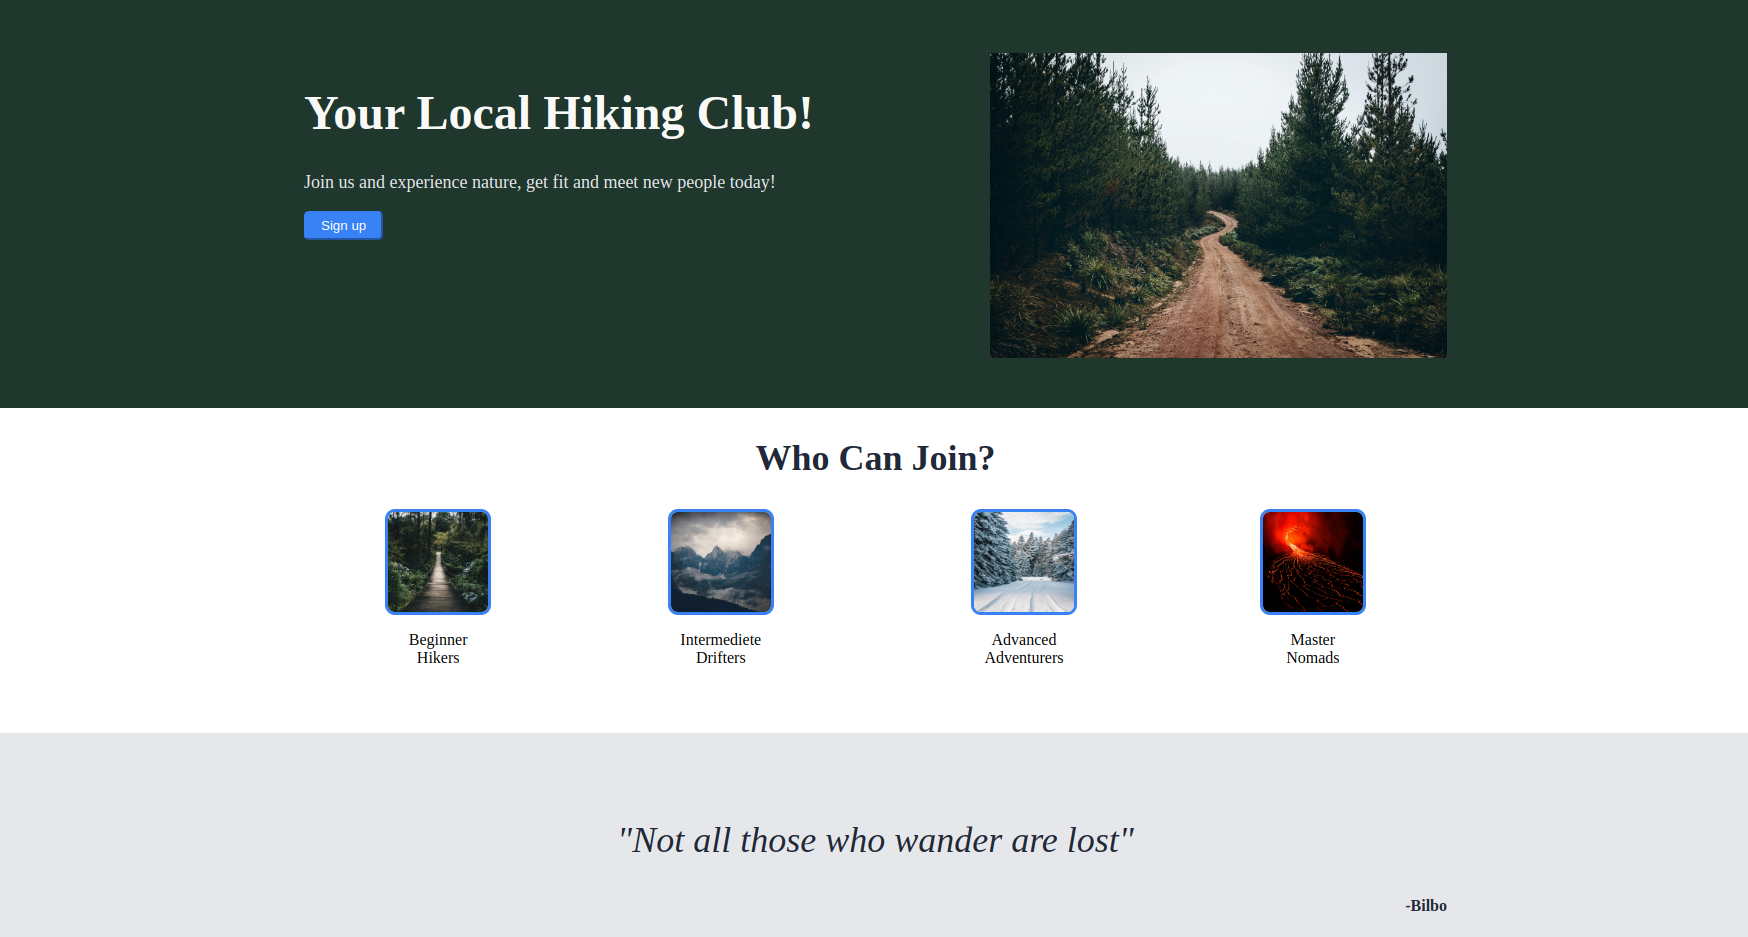 Your Local Hiking Club!
Join us and experience nature, get fit and meet new people today!
Sign up
Who Can Join?
Beginner
Hikers
Intermediete
Drifters
Advanced
Adventurers
Master
Nomads
"Not all those who wander are lost"
-Bilbo